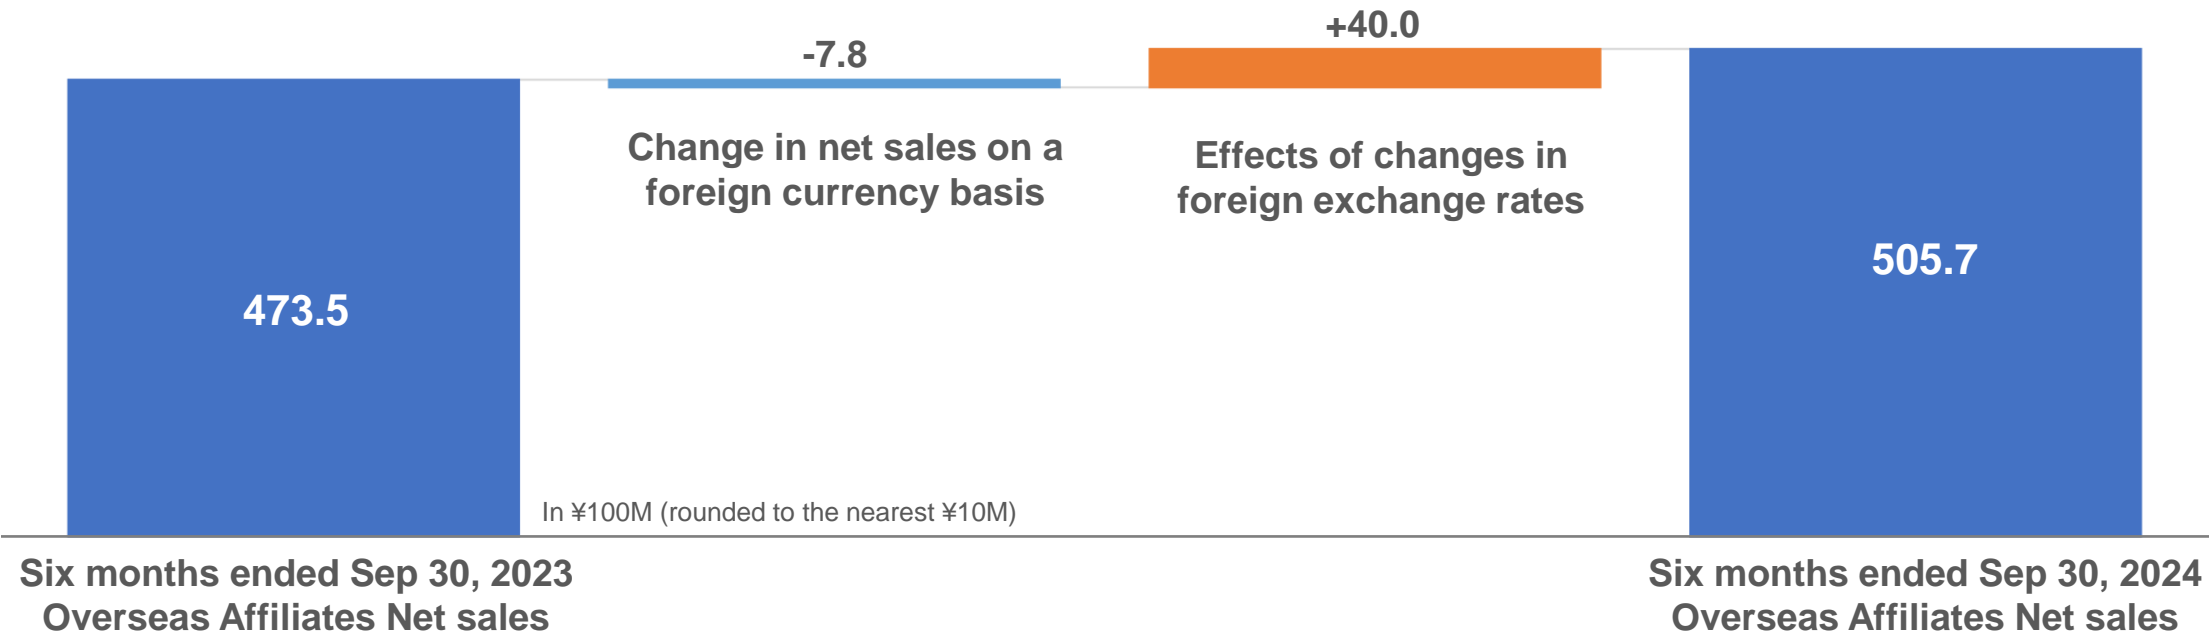 +40.0
-7.8
Change in net sales on a
foreign currency basis
Effects of changes in
foreign exchange rates
473.5
505.7
In ¥100M (rounded to the nearest ¥10M)
Six months ended Sep 30, 2023
Overseas Affiliates Net sales
Six months ended Sep 30, 2024
Overseas Affiliates Net sales